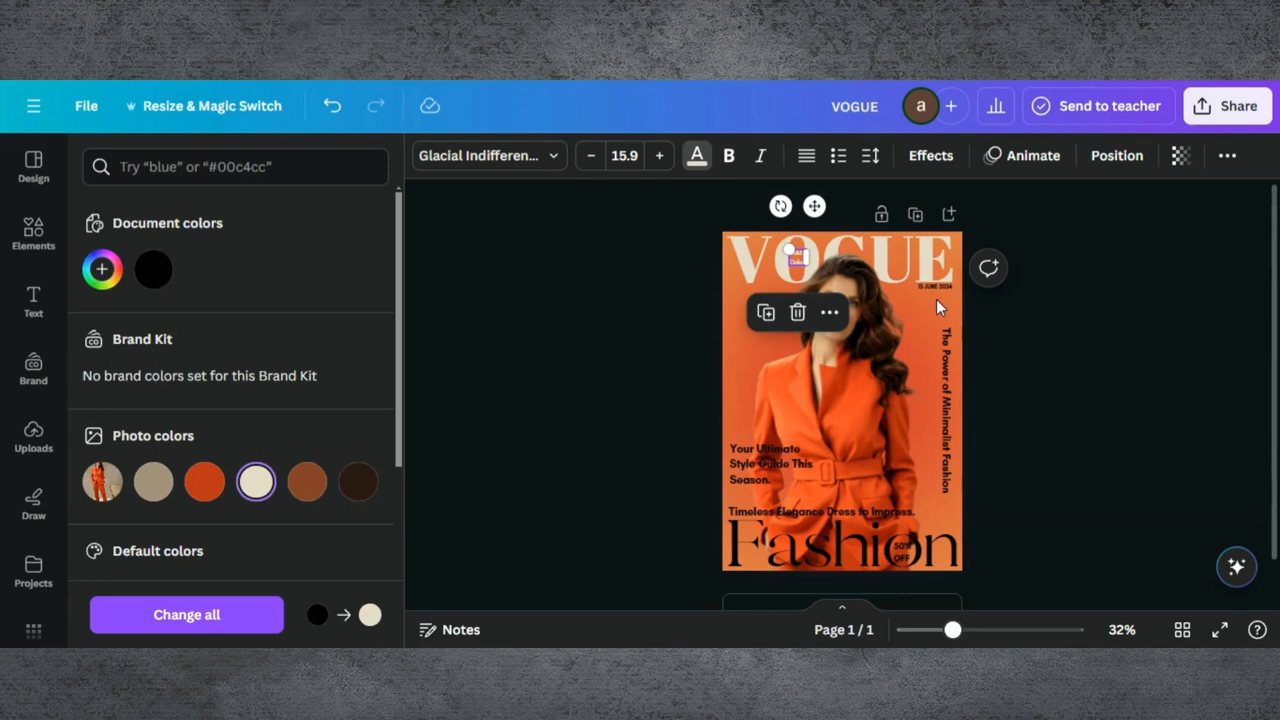 File
Resize & Magic Switch
VOGUE
a
Send to teacher
Share
Design
Elements
Text
Brand
Uploads
Draw
Projects
Try “blue” or “#00c4cc”
Document colors
Brand Kit
No brand colors set for this Brand Kit
Photo colors
Default colors
Change all
Glacial Indifferen...
15.9
A
B
I
Effects
Animate
Position
VOGUE
15 JUNE 2024
The Power of Minimalist Fashion
Your Ultimate
Style Guide This
Season.
Timeless Elegance Dress to Impress.
Fashion
50%
OFF
Notes
Page 1 / 1
32%